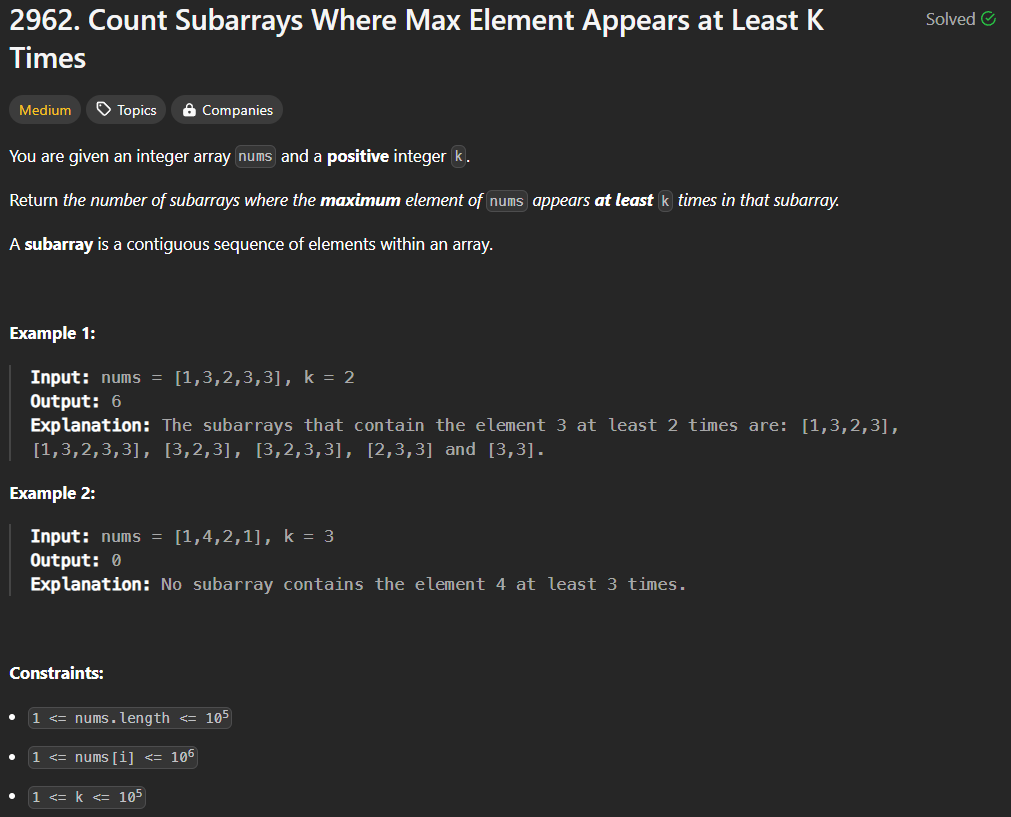 2962. Count Subarrays Where Max Element Appears at Least K
Solved
Times
Medium
Topics
Companies
You are given an integer array nums and a positive integer k.
Return the number of subarrays where the maximum element of nums appears at least k times in that subarray.
A subarray is a contiguous sequence of elements within an array.
Example 1:
Input: nums = [1,3,2,3,3], k = 2
Output: 6
Explanation: The subarrays that contain the element 3 at least 2 times are: [1,3,2,3],
[1,3,2,3,3], [3,2,3], [3,2,3,3], [2,3,3] and [3,3].
Example 2:
Input: nums = [1,4,2,1], k = 3
Output: 0
Explanation: No subarray contains the element 4 at least 3 times.
Constraints:
• 1 <= nums.length <= 10⁵
• 1 <= nums[i] <= 10⁶
• 1 <= k <= 10⁵